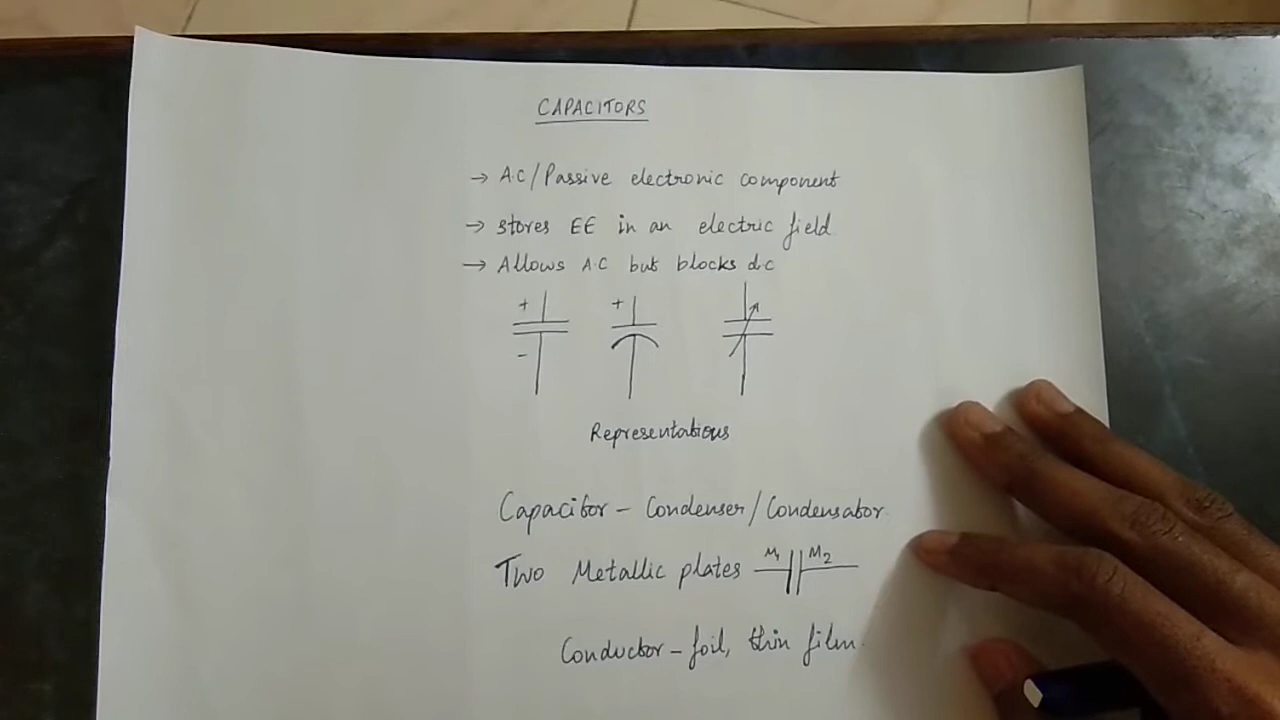 CAPACITORS
→ A.C/Passive electronic component
→ stores EE in an electric field
→ Allows A.C but blocks d.c
+ +
-
Representations
Capacitor - Condenser/Condensator
Two Metallic plates M1 M2
Conductor - foil, thin film.